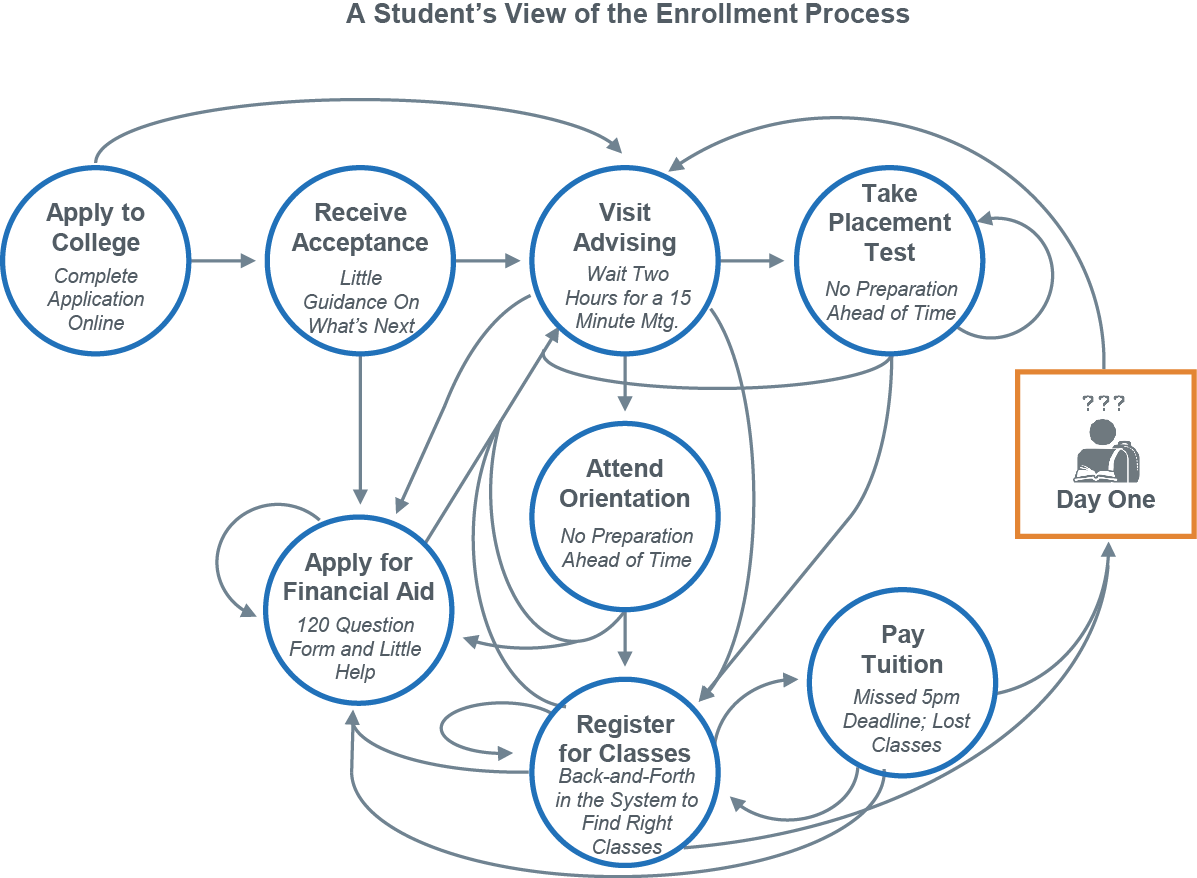 A Student’s View of the Enrollment Process
Apply to
College
Complete
Application
Online
Receive
Acceptance
Little
Guidance On
What’s Next
Visit
Advising
Wait Two
Hours for a 15
Minute Mtg.
Take
Placement
Test
No Preparation
Ahead of Time
???
Day One
Attend
Orientation
No Preparation
Ahead of Time
Apply for
Financial Aid
120 Question
Form and Little
Help
Register
for Classes
Back-and-Forth
in the System to
Find Right
Classes
Pay
Tuition
Missed 5pm
Deadline; Lost
Classes